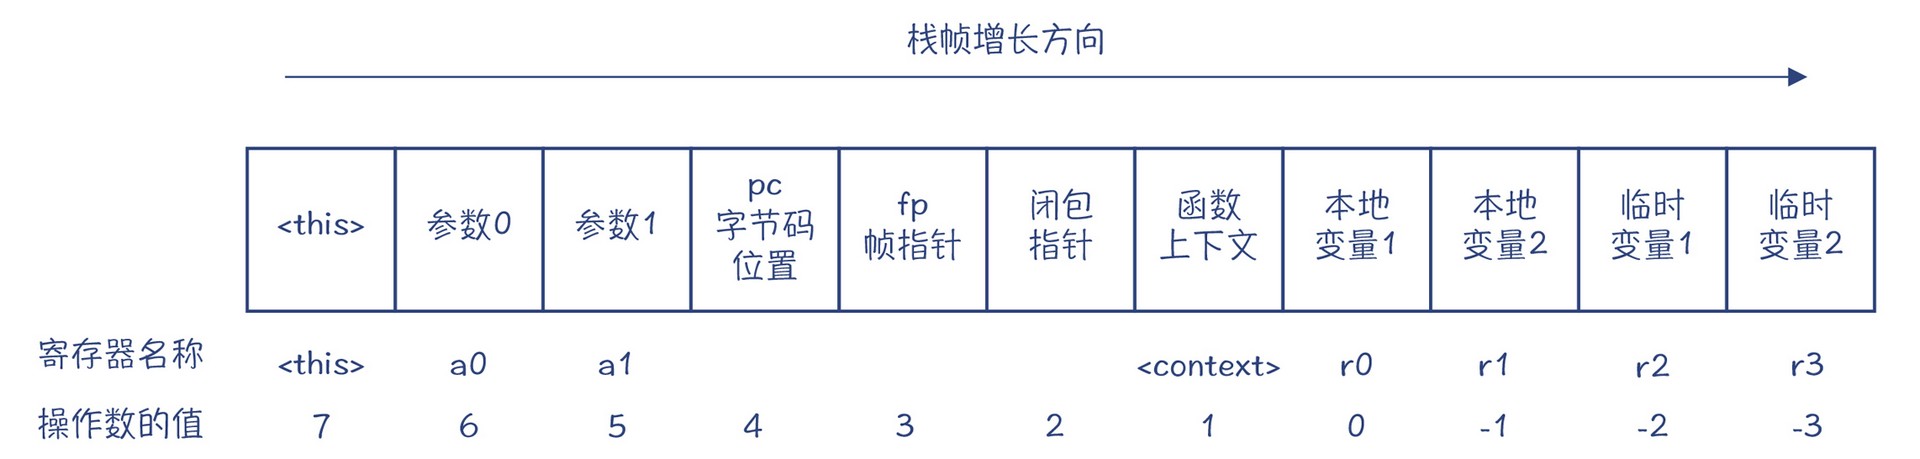 栈帧增长方向
<this>
参数0
参数1
pc
字节码
位置
fp
帧指针
闭包
指针
函数
上下文
本地
变量1
本地
变量2
临时
变量1
临时
变量2
寄存器名称 <this> a0 a1 <context> r0 r1 r2 r3
操作数的值 7 6 5 4 3 2 1 0 -1 -2 -3